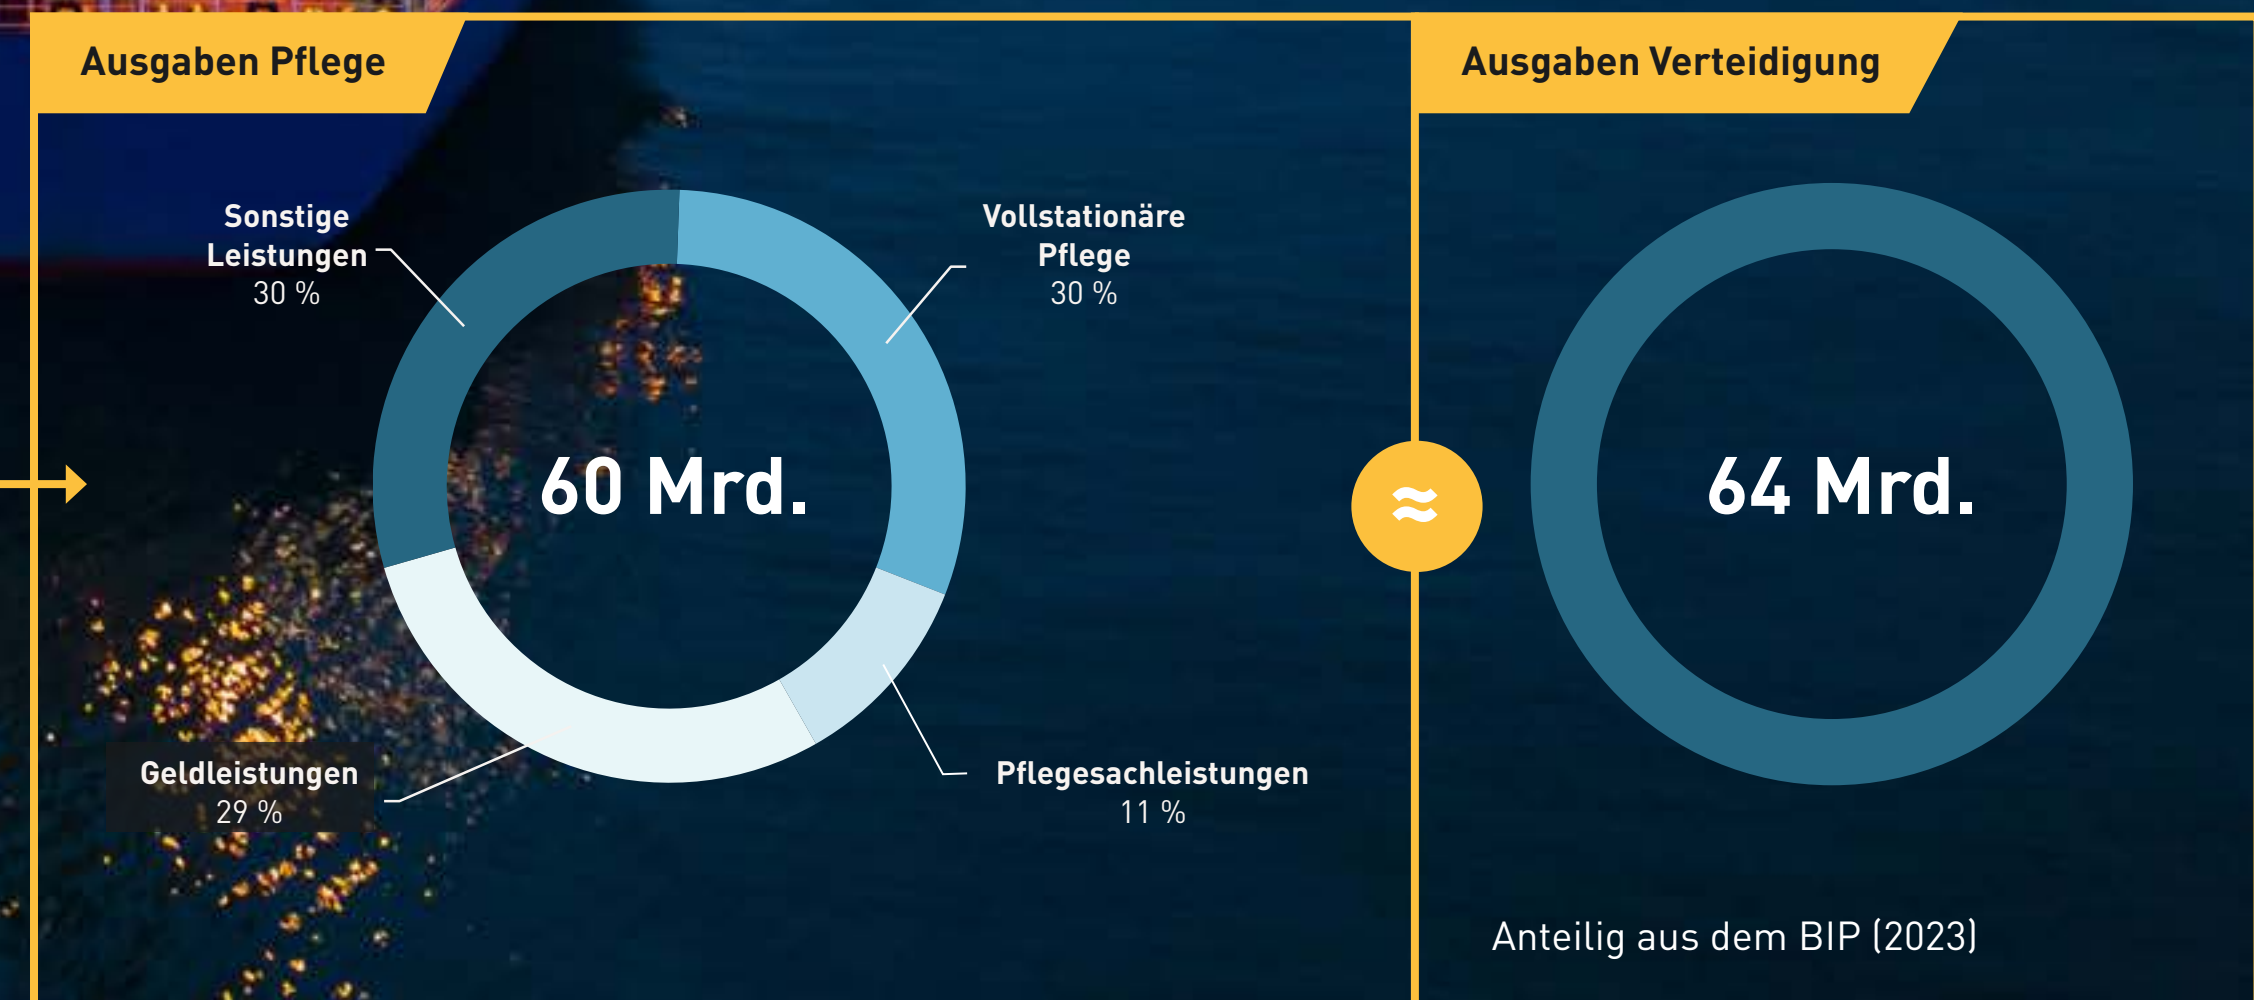 Ausgaben Pflege
Sonstige
Leistungen
30 %
Vollstationäre
Pflege
30 %
60 Mrd.
Geldleistungen
29 %
Pflegesachleistungen
11 %
≈
Ausgaben Verteidigung
64 Mrd.
Anteilig aus dem BIP (2023)